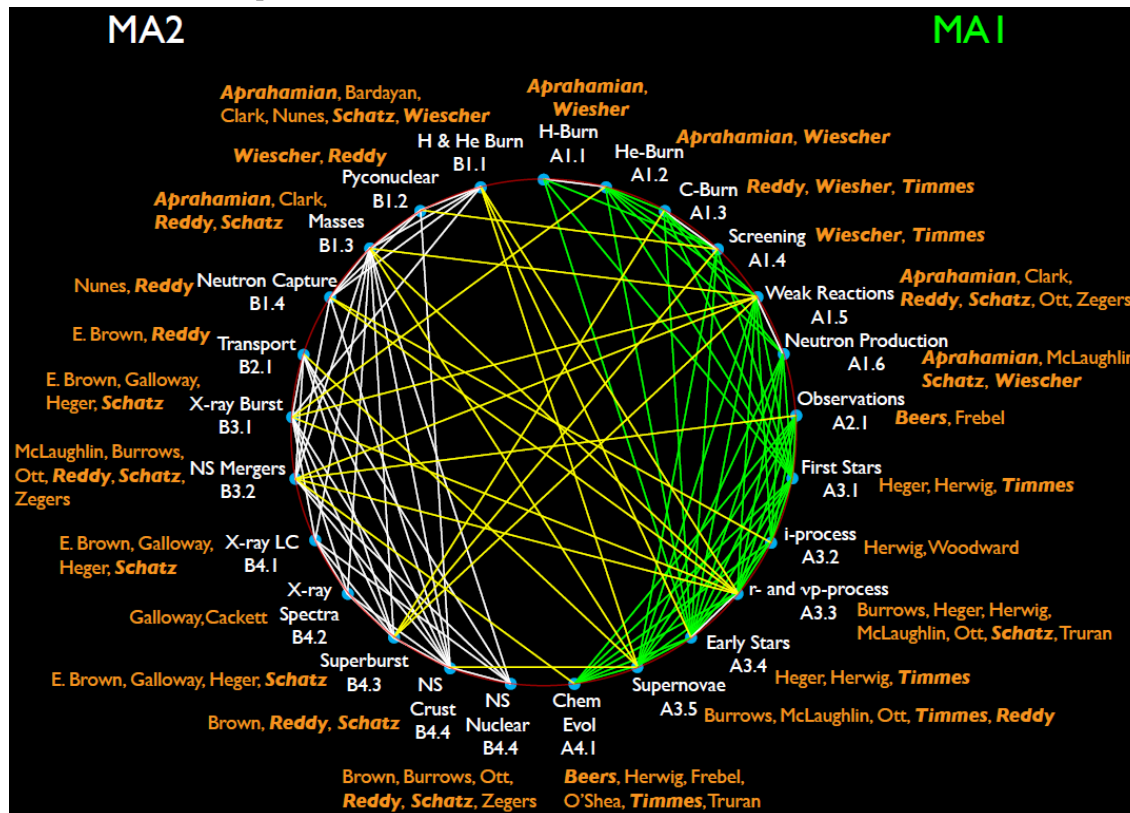 MA2
MA1
Aprahamian, Bardayan,
Clark, Nunes, Schatz, Wiescher
H & He Burn
B1.1
Aprahamian,
Wiesher
H-Burn
A1.1
Aprahamian, Wiescher
He-Burn
A1.2
Wiescher, Reddy
Pyconuclear
B1.2
C-Burn
A1.3
Reddy, Wiesher, Timmes
Aprahamian, Clark,
Reddy, Schatz
Masses
B1.3
Screening
A1.4
Wiescher, Timmes
Nunes, Reddy
Neutron Capture
B1.4
Weak Reactions
A1.5
Aprahamian, Clark,
Reddy, Schatz, Ott, Zegers
E. Brown, Reddy
Transport
B2.1
Neutron Production
A1.6
Aprahamian, McLaughlin
Schatz, Wiescher
E. Brown, Galloway,
Heger, Schatz
X-ray Burst
B3.1
Observations
A2.1
Beers, Frebel
McLaughlin, Burrows,
Ott, Reddy, Schatz,
Zegers
NS Mergers
B3.2
First Stars
A3.1
Heger, Herwig, Timmes
E. Brown, Galloway,
Heger, Schatz
X-ray LC
B4.1
i-process
A3.2
Herwig, Woodward
Galloway, Cackett
X-ray
Spectra
B4.2
r- and νp-process
A3.3
Burrows, Heger, Herwig,
McLaughlin, Ott, Schatz, Truran
E. Brown, Galloway, Heger, Schatz
Superburst
B4.3
Early Stars
A3.4
Heger, Herwig, Timmes
Brown, Reddy, Schatz
NS
Crust
B4.4
Supernovae
A3.5
Burrows, McLaughlin, Ott, Timmes, Reddy
NS
Nuclear
B4.4
Chem
Evol
A4.1
Brown, Burrows, Ott,
Reddy, Schatz, Zegers
Beers, Herwig, Frebel,
O'Shea, Timmes, Truran